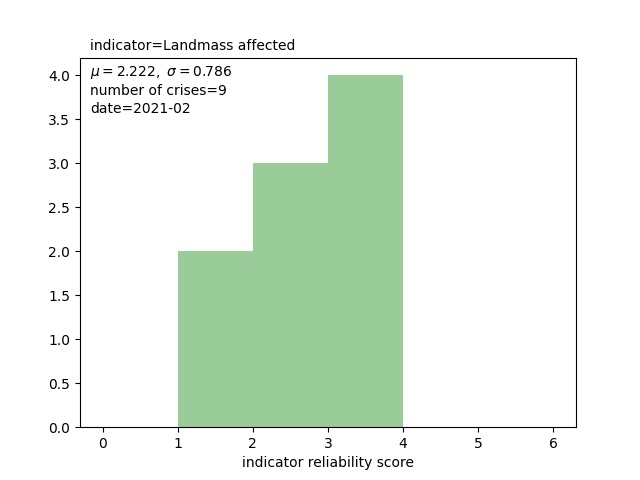 indicator=Landmass affected
μ = 2.222, σ = 0.786
number of crises=9
date=2021-02
4.0
3.5
3.0
2.5
2.0
1.5
1.0
0.5
0.0
0 1 2 3 4 5 6
indicator reliability score